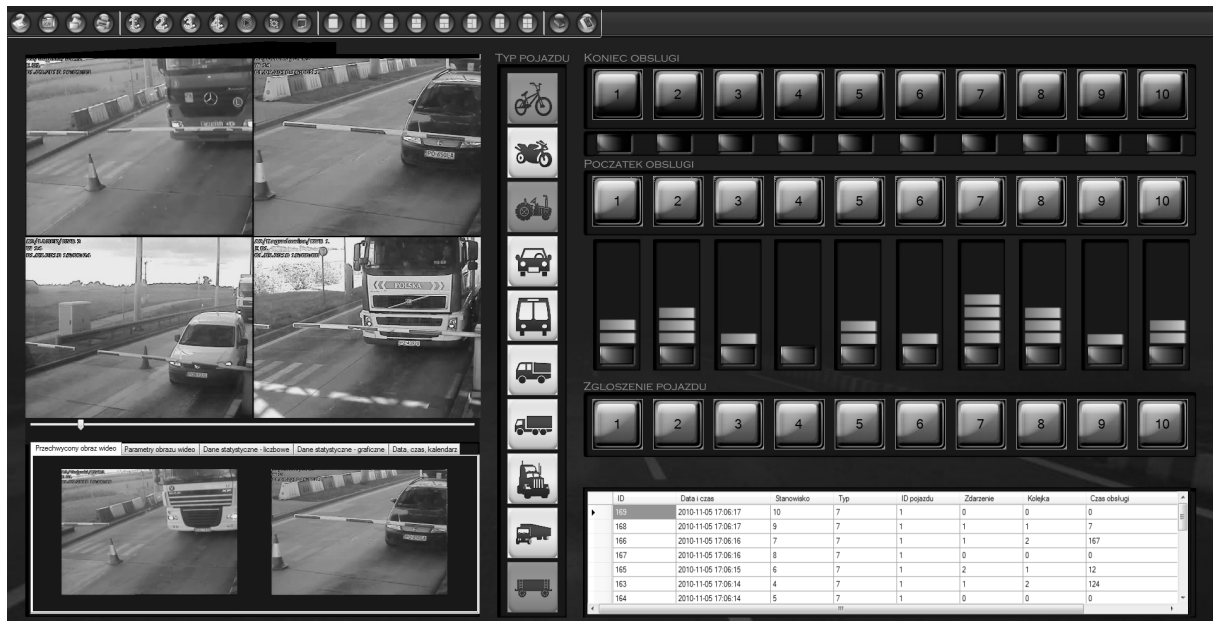 TYP POJAZDU
KONIEC OBSLUGI
1 2 3 4 5 6 7 8 9 10
POCZATEK OBSLUGI
1 2 3 4 5 6 7 8 9 10
ZGLOSZENIE POJAZDU
1 2 3 4 5 6 7 8 9 10
POLSKA
Przechwycony obraz wideo Parametry obrazu wideo Dane statystyczne - liczbowe Dane statystyczne - graficzne Data, czas, kalendarz
ID Data i czas Stanowisko Typ ID pojazdu Zdarzenie Kolejka Czas obsługi
169 2010-11-05 17:06:17 10 7 1 0 0 0
168 2010-11-05 17:06:17 9 7 1 1 1 7
166 2010-11-05 17:06:16 7 7 1 1 2 167
167 2010-11-05 17:06:16 8 7 1 0 0 0
165 2010-11-05 17:06:15 6 7 1 2 1 12
163 2010-11-05 17:06:14 4 7 1 1 2 124
164 2010-11-05 17:06:14 5 7 1 0 0 0